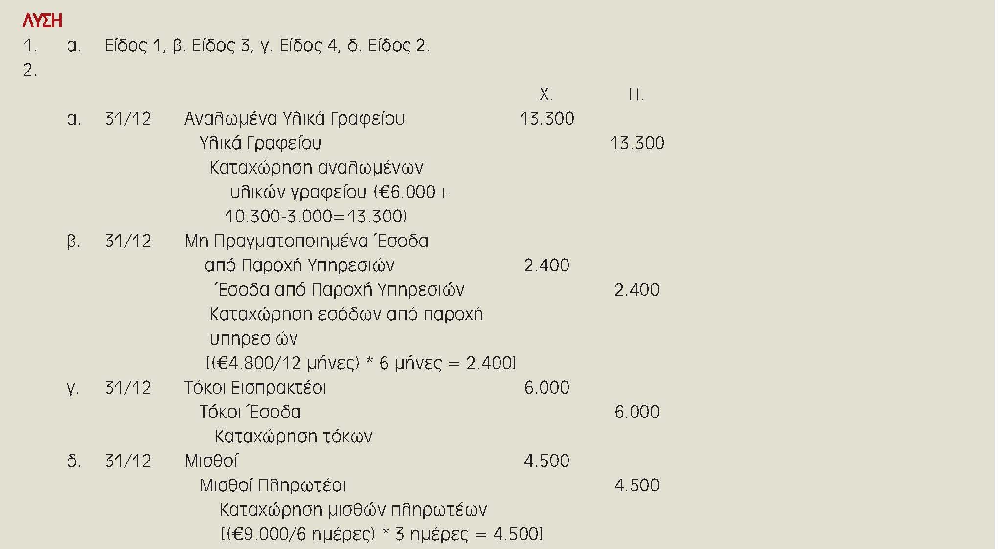 ΛΥΣΗ
1. α. Είδος 1, β. Είδος 3, γ. Είδος 4, δ. Είδος 2.
2.
Χ. Π.
α. 31/12 Αναλωμένα Υλικά Γραφείου 13.300
Υλικά Γραφείου 13.300
Καταχώρηση αναλωμένων
υλικών γραφείου (€6.000+
10.300-3.000=13.300)
β. 31/12 Μη Πραγματοποιημένα Έσοδα
από Παροχή Υπηρεσιών 2.400
Έσοδα από Παροχή Υπηρεσιών 2.400
Καταχώρηση εσόδων από παροχή
υπηρεσιών
[(€4.800/12 μήνες) * 6 μήνες = 2.400]
γ. 31/12 Τόκοι Εισπρακτέοι 6.000
Τόκοι Έσοδα 6.000
Καταχώρηση τόκων
δ. 31/12 Μισθοί 4.500
Μισθοί Πληρωτέοι 4.500
Καταχώρηση μισθών πληρωτέων
[(€9.000/6 ημέρες) * 3 ημέρες = 4.500]